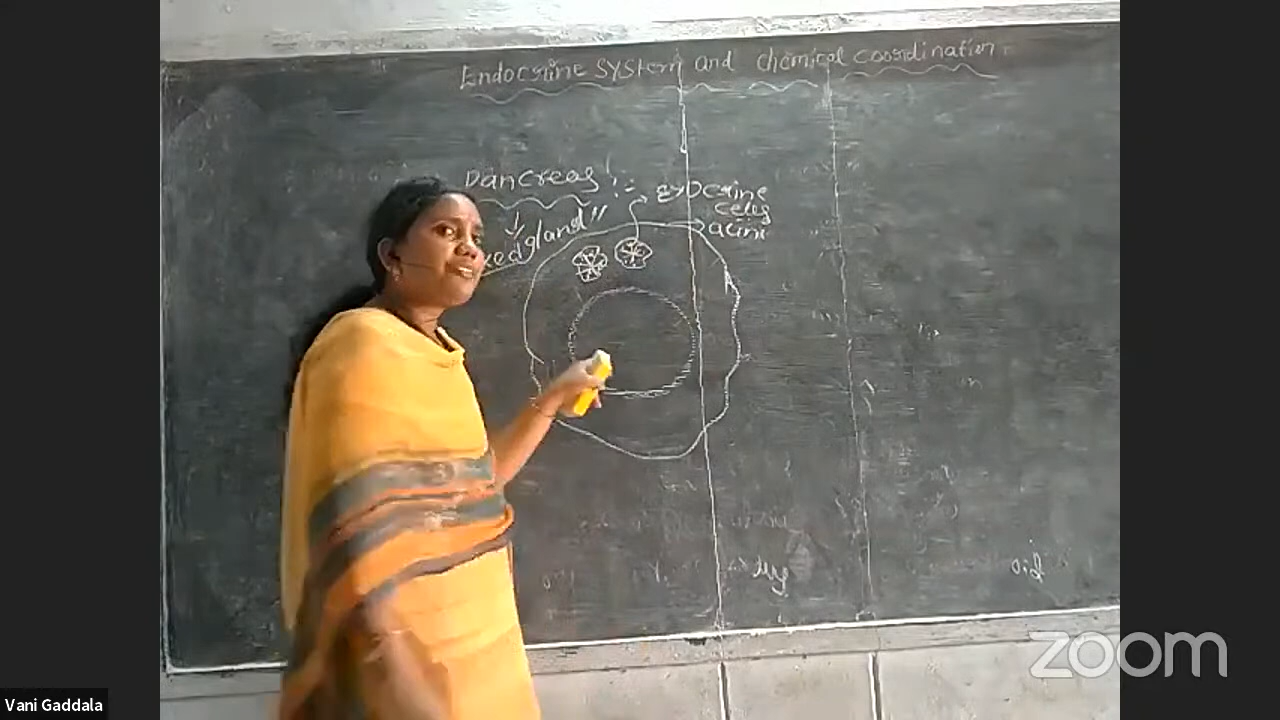 Endocrine system and chemical coordination
Pancreas! :-
exocrine
cells
acini
gland"
zoom
Vani Gaddala